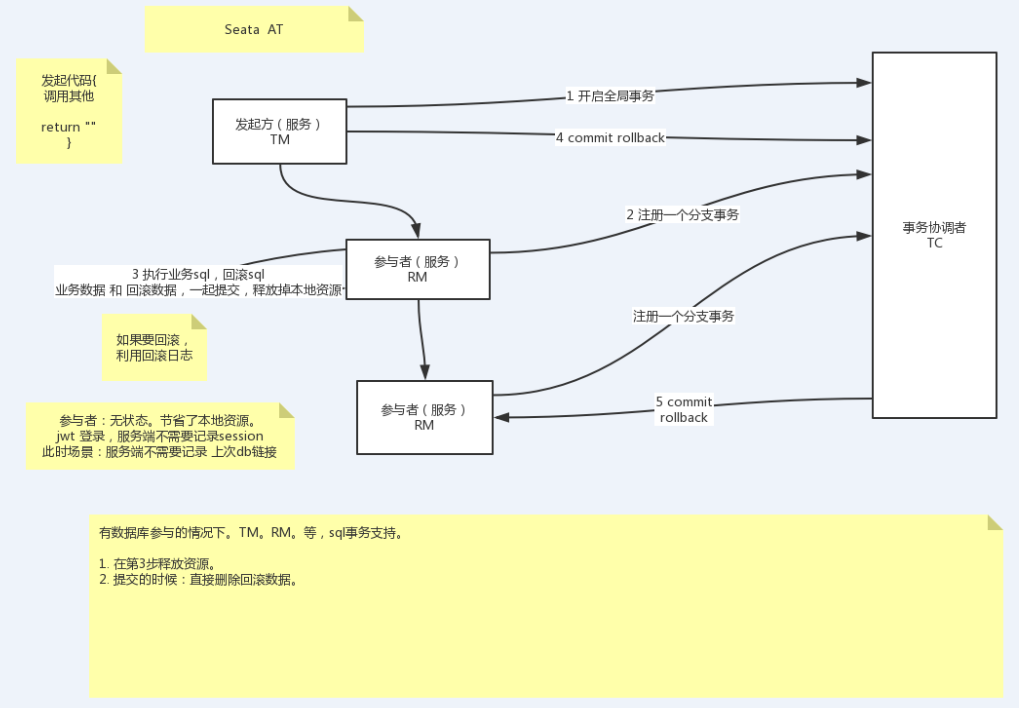 Seata AT
发起代码{
调用其他
return ""
}
发起方（服务）
TM
1 开启全局事务
4 commit rollback
2 注册一个分支事务
事务协调者
TC
参与者（服务）
RM
3 执行业务sql，回滚sql
业务数据 和 回滚数据，一起提交，释放掉本地资源
注册一个分支事务
如果要回滚，
利用回滚日志
参与者（服务）
RM
5 commit
rollback
参与者：无状态。节省了本地资源。
jwt 登录，服务端不需要记录session
此时场景：服务端不需要记录 上次db链接
有数据库参与的情况下。TM。RM。等，sql事务支持。
1. 在第3步释放资源。
2. 提交的时候：直接删除回滚数据。